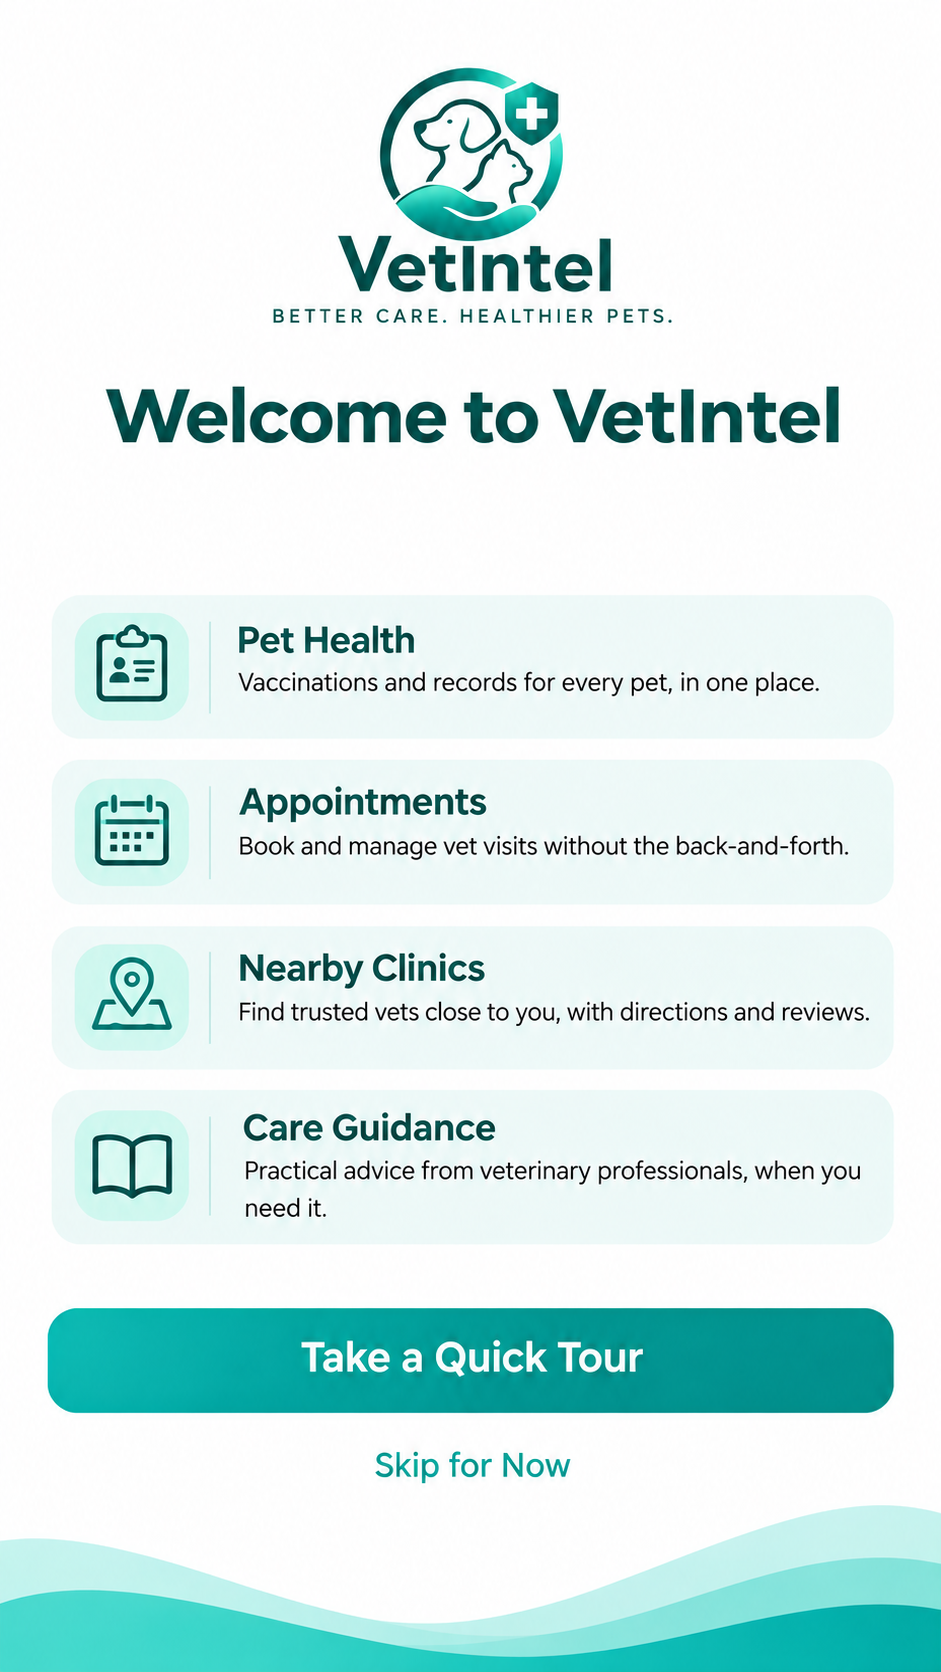 VetIntel
BETTER CARE. HEALTHIER PETS.
Welcome to VetIntel
Pet Health
Vaccinations and records for every pet, in one place.
Appointments
Book and manage vet visits without the back-and-forth.
Nearby Clinics
Find trusted vets close to you, with directions and reviews.
Care Guidance
Practical advice from veterinary professionals, when you
need it.
Take a Quick Tour
Skip for Now